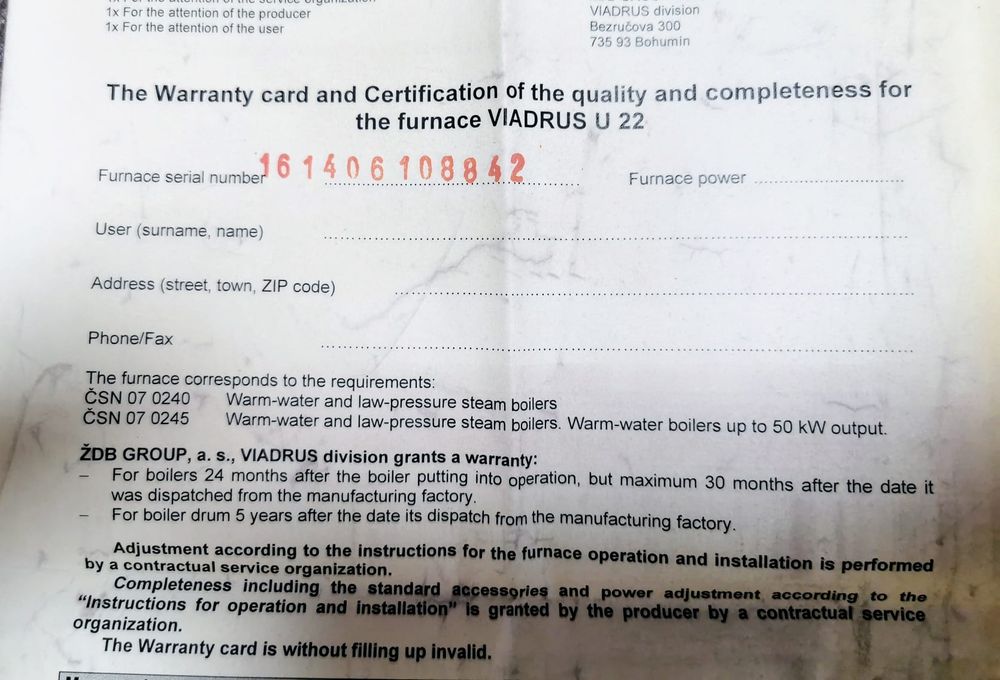 1x For the attention of the service organization
1x For the attention of the producer
1x For the attention of the user
VIADRUS division
Bezručova 300
735 93 Bohumín
The Warranty card and Certification of the quality and completeness for
the furnace VIADRUS U 22
Furnace serial number 161406108842 Furnace power
User (surname, name)
Address (street, town, ZIP code)
Phone/Fax
The furnace corresponds to the requirements:
ČSN 07 0240 Warm-water and law-pressure steam boilers
ČSN 07 0245 Warm-water and law-pressure steam boilers. Warm-water boilers up to 50 kW output.
ŽDB GROUP, a. s., VIADRUS division grants a warranty:
– For boilers 24 months after the boiler putting into operation, but maximum 30 months after the date it
was dispatched from the manufacturing factory.
– For boiler drum 5 years after the date its dispatch from the manufacturing factory.
Adjustment according to the instructions for the furnace operation and installation is performed
by a contractual service organization.
Completeness including the standard accessories and power adjustment according to the
“Instructions for operation and installation” is granted by the producer by a contractual service
organization.
The Warranty card is without filling up invalid.